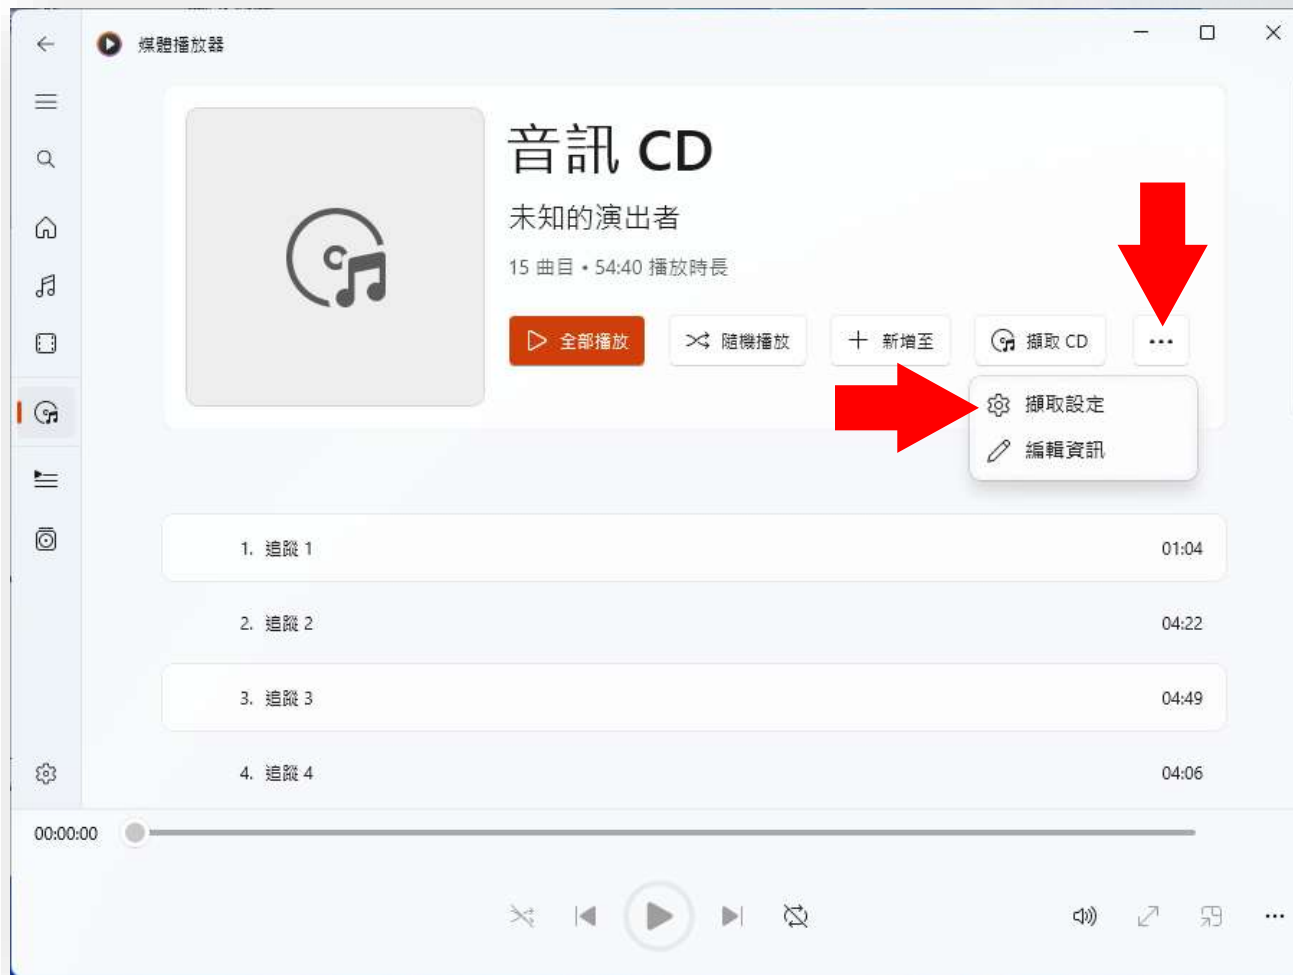 媒體播放器
音訊 CD
未知的演出者
15 曲目 • 54:40 播放時長
全部播放
隨機播放
新增至
擷取 CD
擷取設定
編輯資訊
1. 追蹤 1 01:04
2. 追蹤 2 04:22
3. 追蹤 3 04:49
4. 追蹤 4 04:06
00:00:00